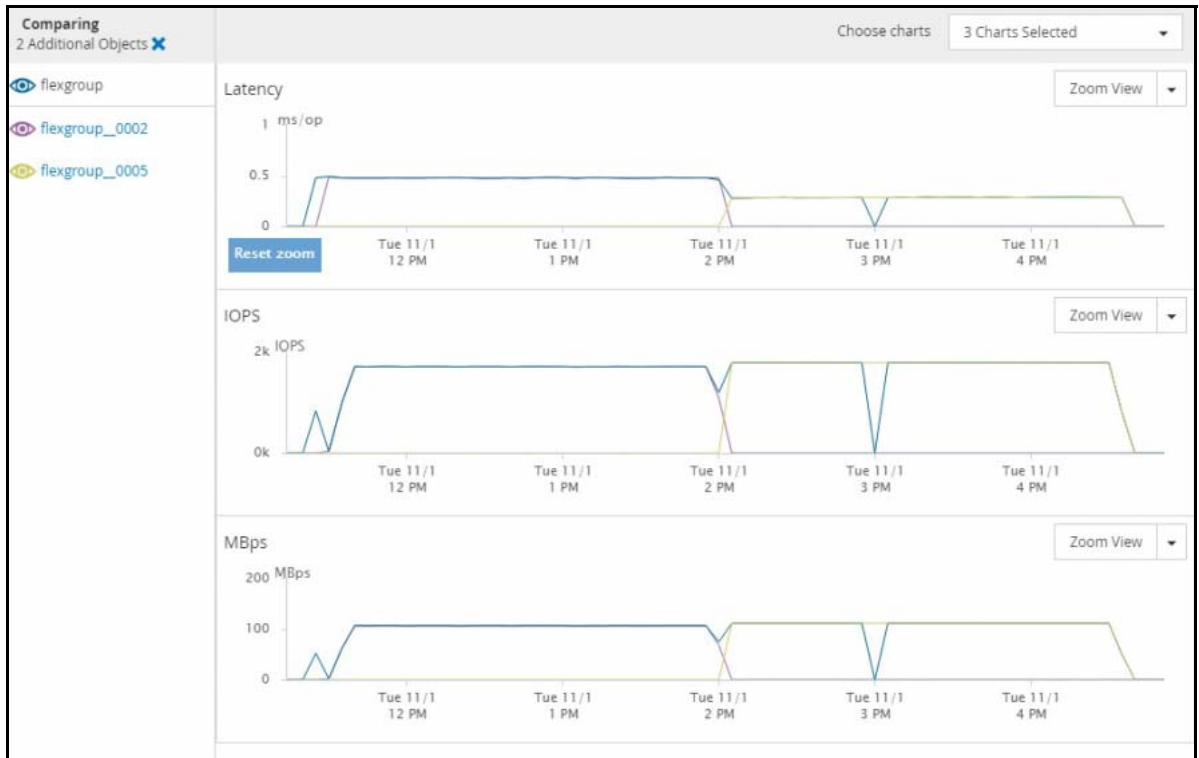 Comparing
2 Additional Objects
Choose charts
3 Charts Selected
flexgroup
flexgroup__0002
flexgroup__0005
Latency
Zoom View
1 ms/op
0.5
0
Reset zoom
Tue 11/1 Tue 11/1 Tue 11/1 Tue 11/1 Tue 11/1
12 PM 1 PM 2 PM 3 PM 4 PM
IOPS
Zoom View
2k IOPS
0k
Tue 11/1 Tue 11/1 Tue 11/1 Tue 11/1 Tue 11/1
12 PM 1 PM 2 PM 3 PM 4 PM
MBps
Zoom View
200 MBps
100
0
Tue 11/1 Tue 11/1 Tue 11/1 Tue 11/1 Tue 11/1
12 PM 1 PM 2 PM 3 PM 4 PM